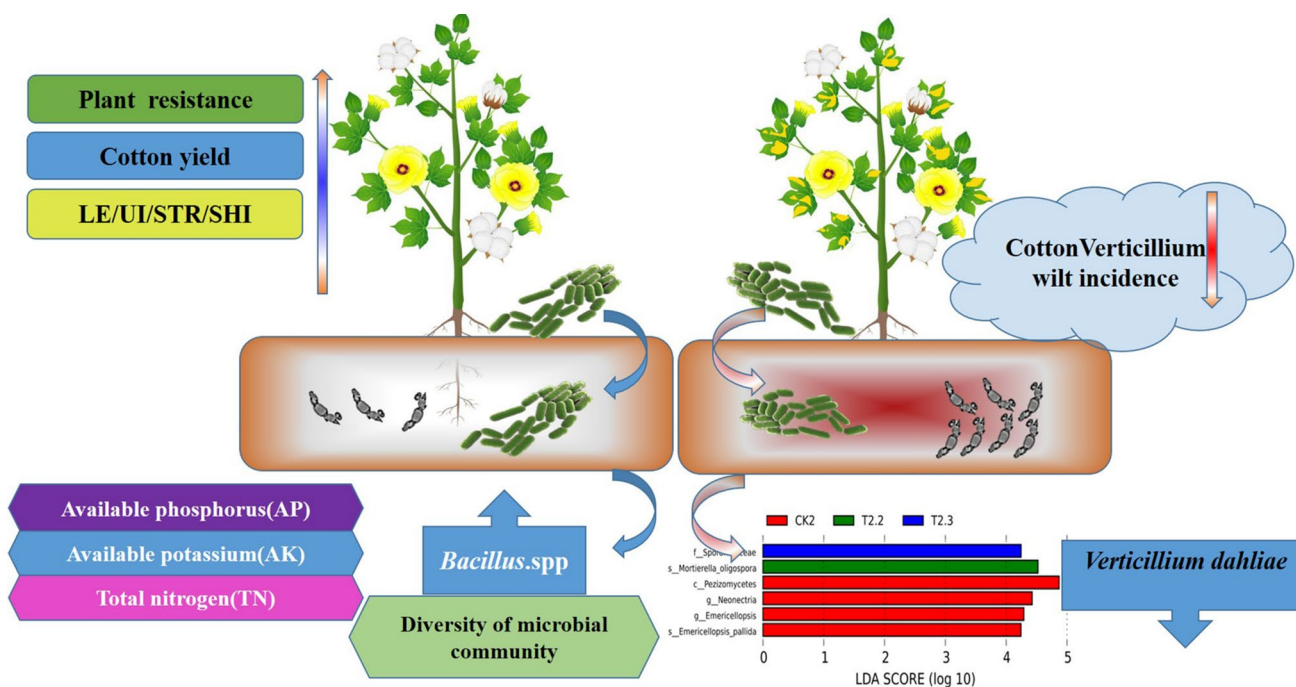 Plant resistance
Cotton yield
LE/UI/STR/SHI
CottonVerticillium
wilt incidence
Available phosphorus(AP)
Available potassium(AK)
Total nitrogen(TN)
Bacillus.spp
Diversity of microbial
community
CK2 T2.2 T2.3
s__Mortierella_oligospora
c__Pezizomycetes
g__Neonectria
g__Emericellopsis
s__Emericellopsis_pallida
0 1 2 3 4 5
LDA SCORE (log 10)
Verticillium dahliae